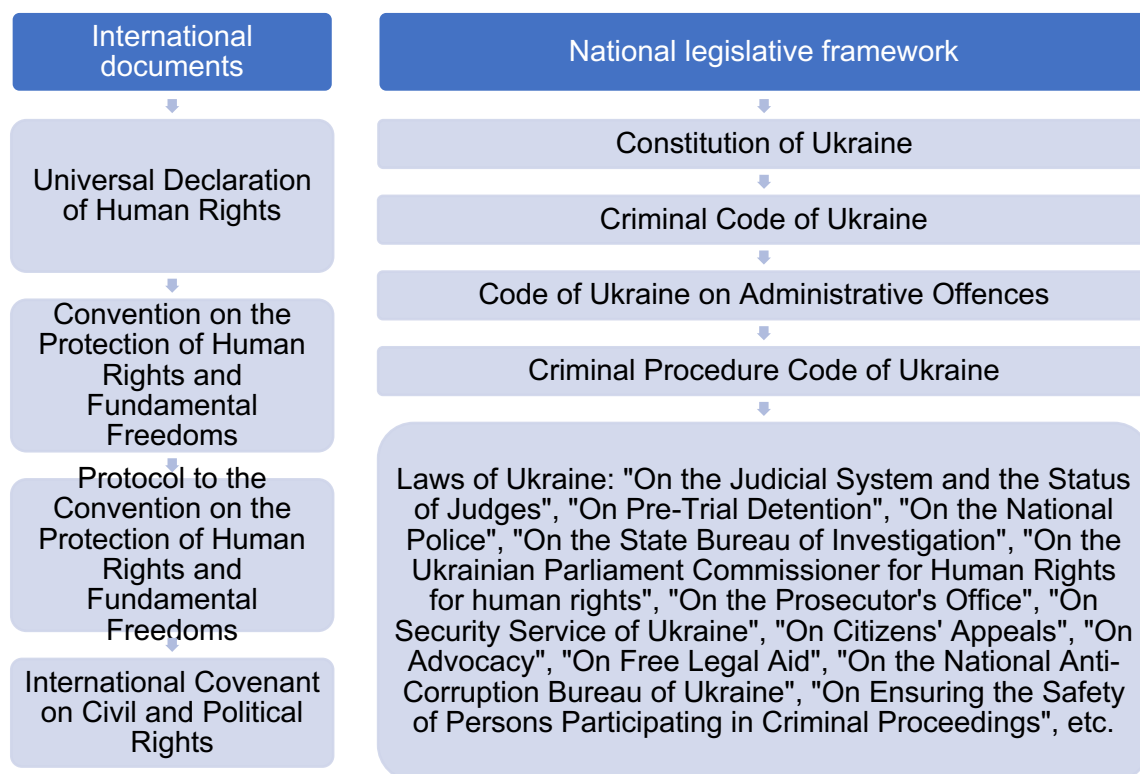 International
documents
Universal Declaration
of Human Rights
Convention on the
Protection of Human
Rights and
Fundamental
Freedoms
Protocol to the
Convention on the
Protection of Human
Rights and
Fundamental
Freedoms
International Covenant
on Civil and Political
Rights
National legislative framework
Constitution of Ukraine
Criminal Code of Ukraine
Code of Ukraine on Administrative Offences
Criminal Procedure Code of Ukraine
Laws of Ukraine: "On the Judicial System and the Status
of Judges", "On Pre-Trial Detention", "On the National
Police", "On the State Bureau of Investigation", "On the
Ukrainian Parliament Commissioner for Human Rights
for human rights", "On the Prosecutor's Office", "On
Security Service of Ukraine", "On Citizens' Appeals", "On
Advocacy", "On Free Legal Aid", "On the National Anti-
Corruption Bureau of Ukraine", "On Ensuring the Safety
of Persons Participating in Criminal Proceedings", etc.